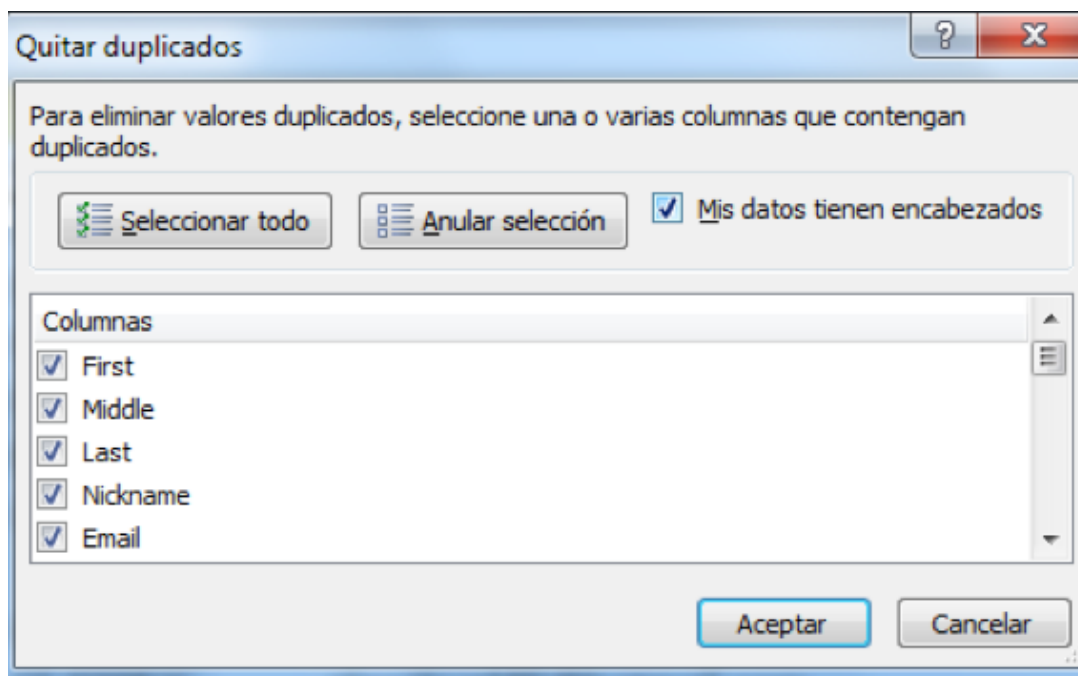 Quitar duplicados
Para eliminar valores duplicados, seleccione una o varias columnas que contengan
duplicados.
Seleccionar todo
Anular selección
Mis datos tienen encabezados
Columnas
First
Middle
Last
Nickname
Email
Aceptar
Cancelar